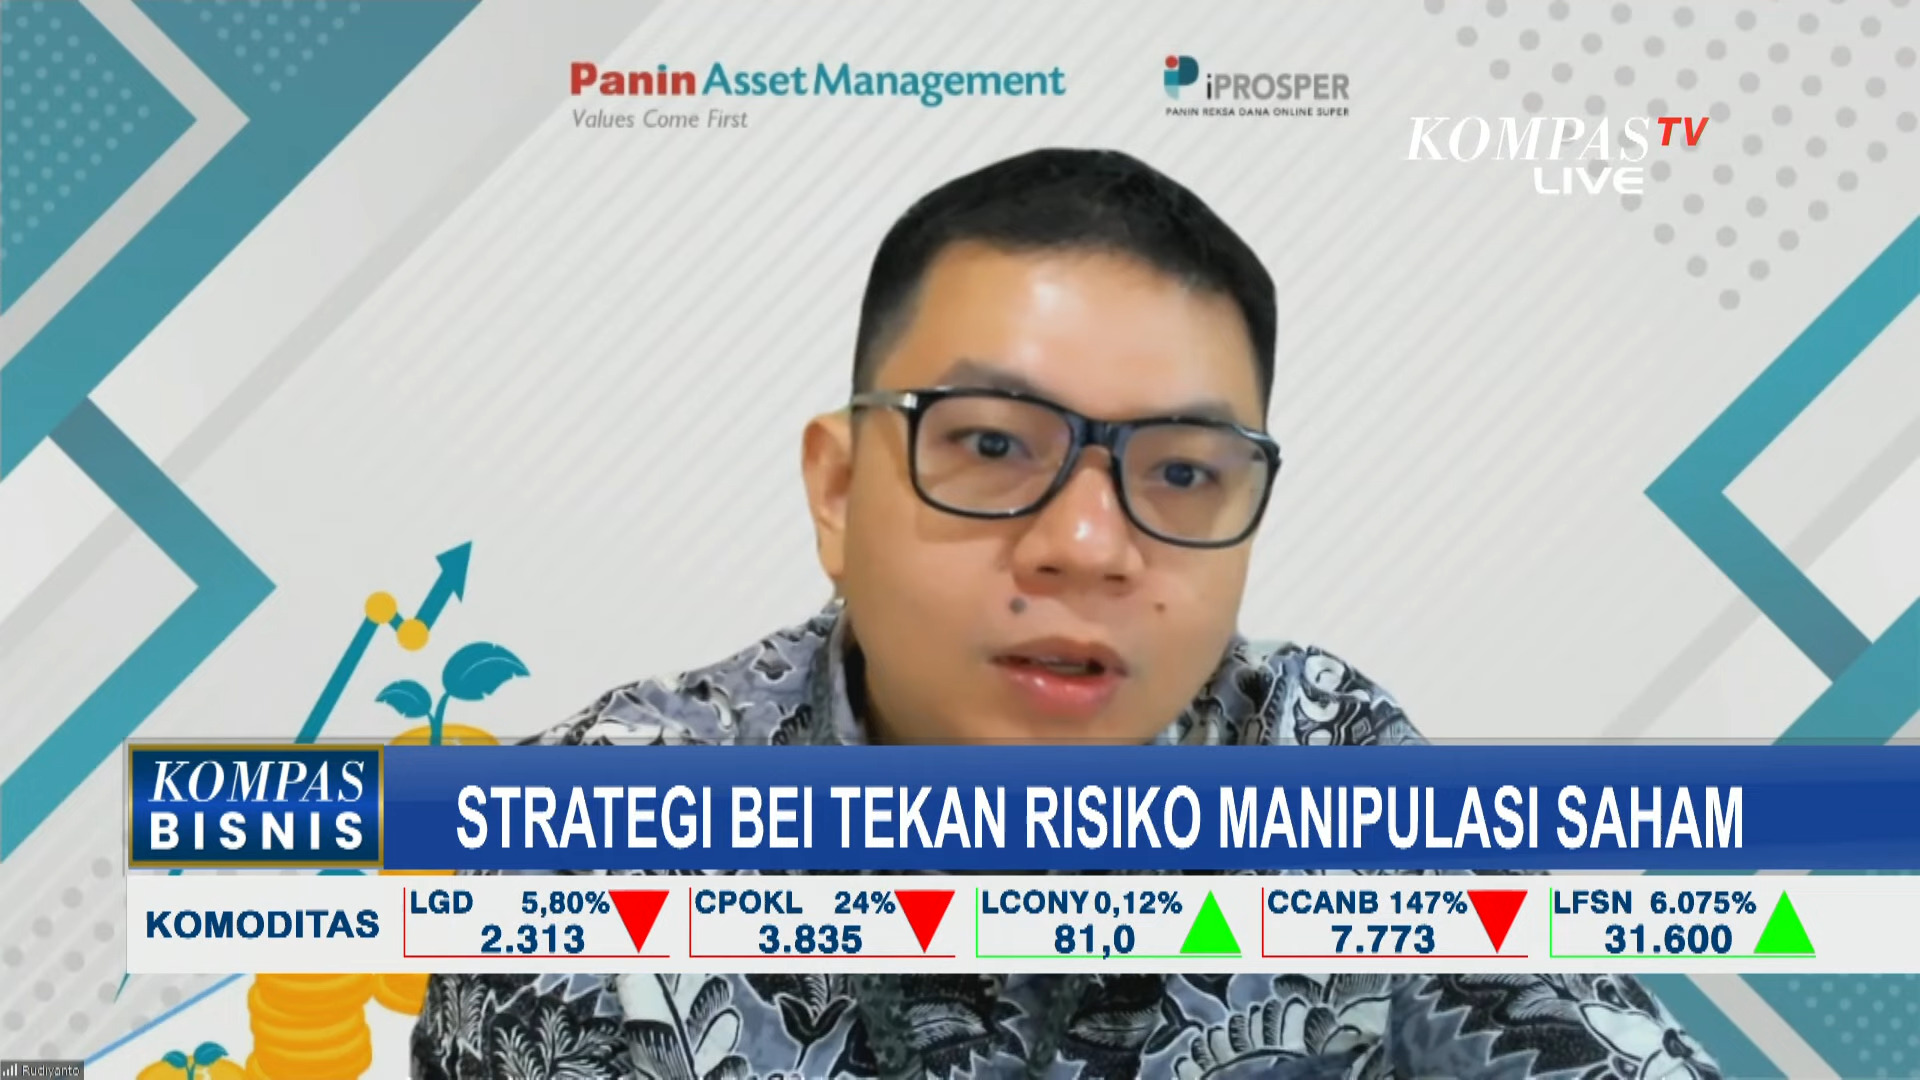 Panin Asset Management
Values Come First
iPROSPER
PANIN REKSA DANA ONLINE SUPER
KOMPAS TV
LIVE
KOMPAS
BISNIS
STRATEGI BEI TEKAN RISIKO MANIPULASI SAHAM
KOMODITAS
LGD 5,80%
2.313
CPOKL 24%
3.835
LCONY 0,12%
81,0
CCANB 147%
7.773
LFSN 6.075%
31.600
Rudiyanto